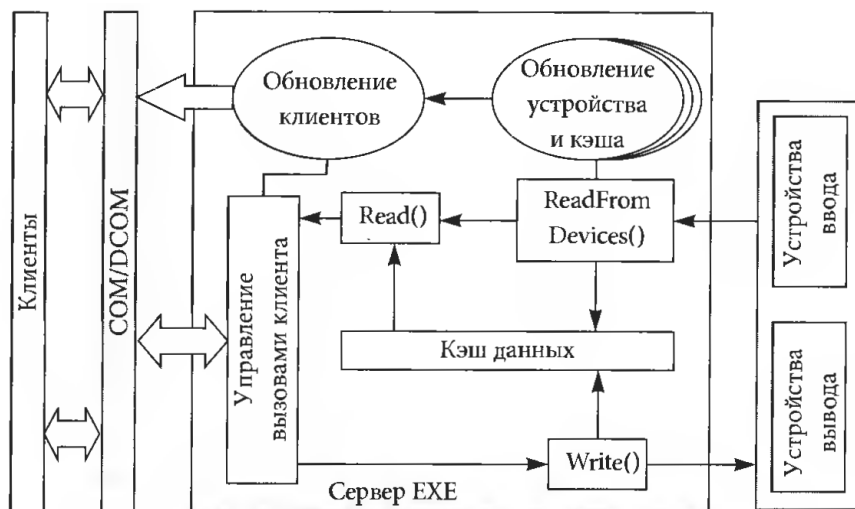 Клиенты
COM/DCOM
Обновление
клиентов
Обновление
устройства
и кэша
Управление
вызовами клиента
Read()
ReadFrom
Devices()
Кэш данных
Write()
Сервер EXE
Устройства
ввода
Устройства
вывода